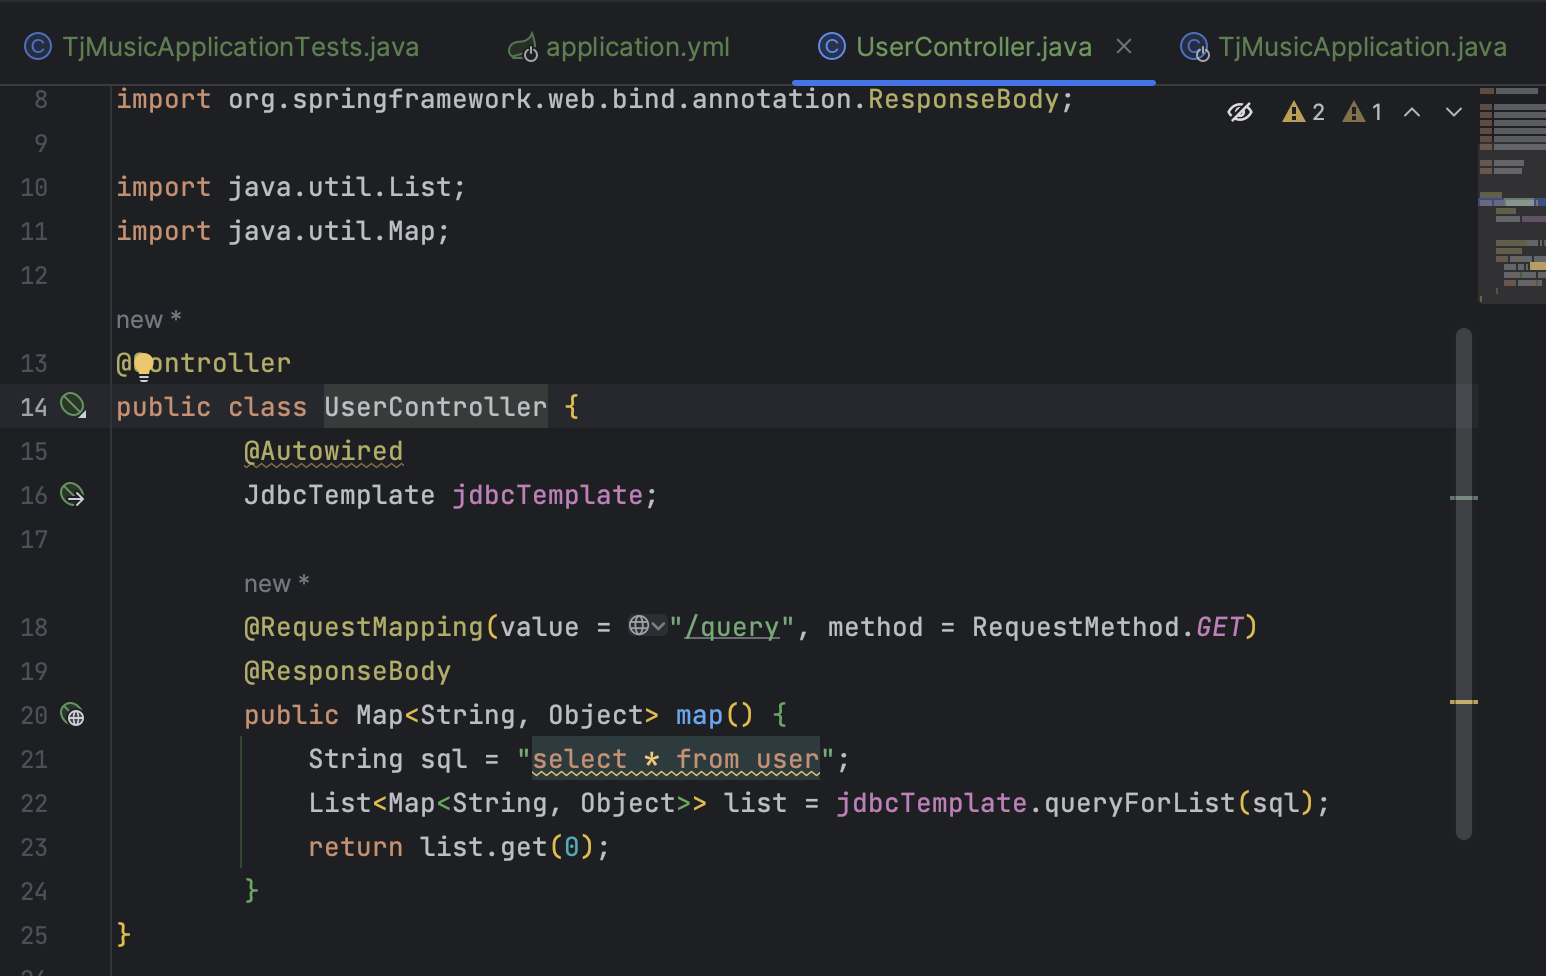 TjMusicApplicationTests.java application.yml UserController.java TjMusicApplication.java
8 import org.springframework.web.bind.annotation.ResponseBody; 2 1
9
10 import java.util.List;
11 import java.util.Map;
12
new *
13 @Controller
14 public class UserController {
15 @Autowired
16 JdbcTemplate jdbcTemplate;
17
new *
18 @RequestMapping(value = "/query", method = RequestMethod.GET)
19 @ResponseBody
20 public Map<String, Object> map() {
21 String sql = "select * from user";
22 List<Map<String, Object>> list = jdbcTemplate.queryForList(sql);
23 return list.get(0);
24 }
25 }